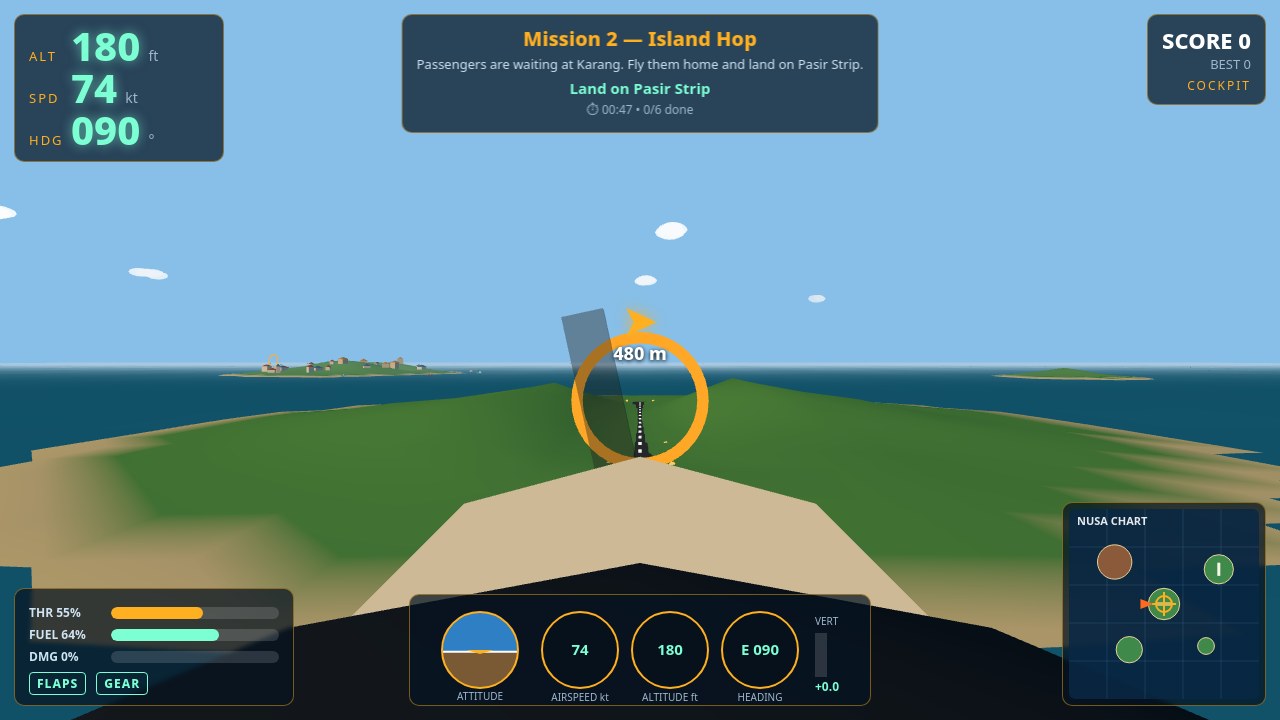 ALT 180 ft
SPD 74 kt
HDG 090 °
Mission 2 — Island Hop
Passengers are waiting at Karang. Fly them home and land on Pasir Strip.
Land on Pasir Strip
⏱ 00:47 • 0/6 done
SCORE 0
BEST 0
COCKPIT
480 m
NUSA CHART
THR 55%
FUEL 64%
DMG 0%
FLAPS GEAR
ATTITUDE
74
AIRSPEED kt
180
ALTITUDE ft
E 090
HEADING
VERT
+0.0